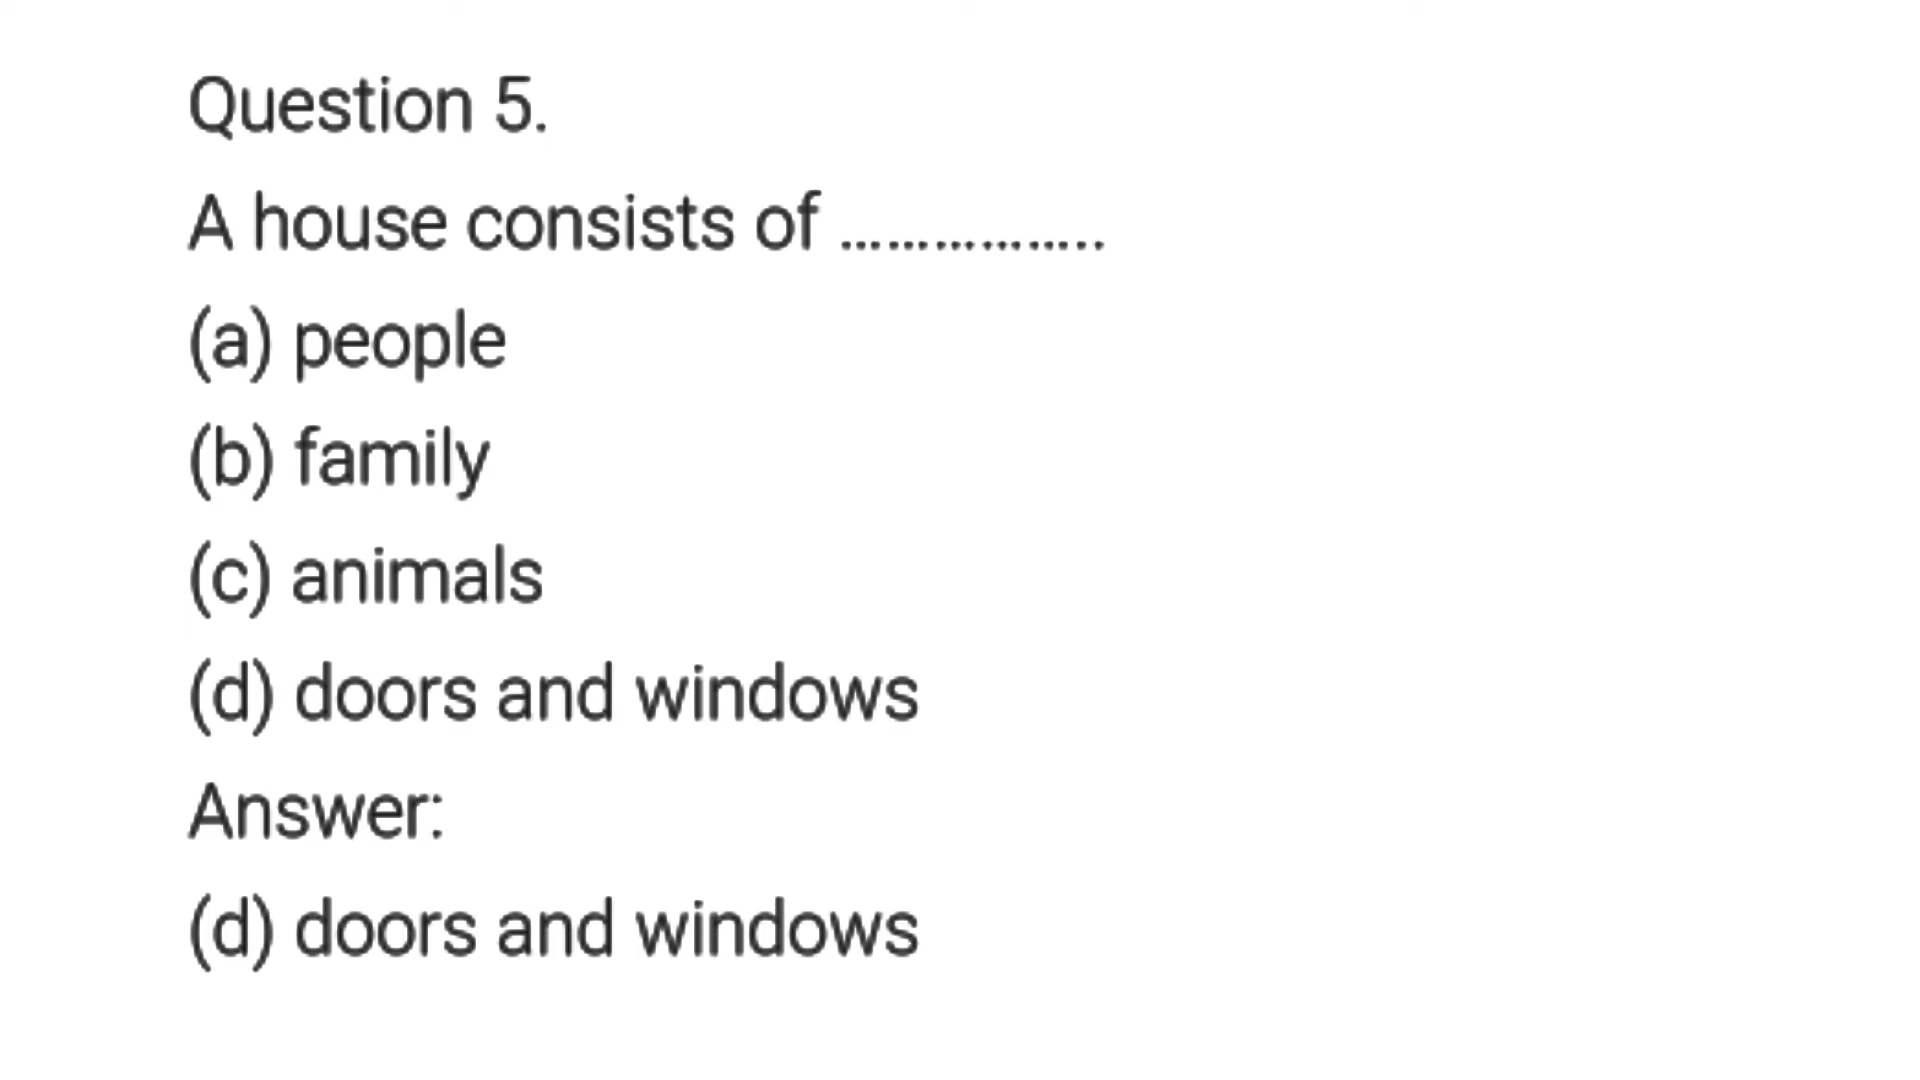 Question 5.
A house consists of ……………..
(a) people
(b) family
(c) animals
(d) doors and windows
Answer:
(d) doors and windows